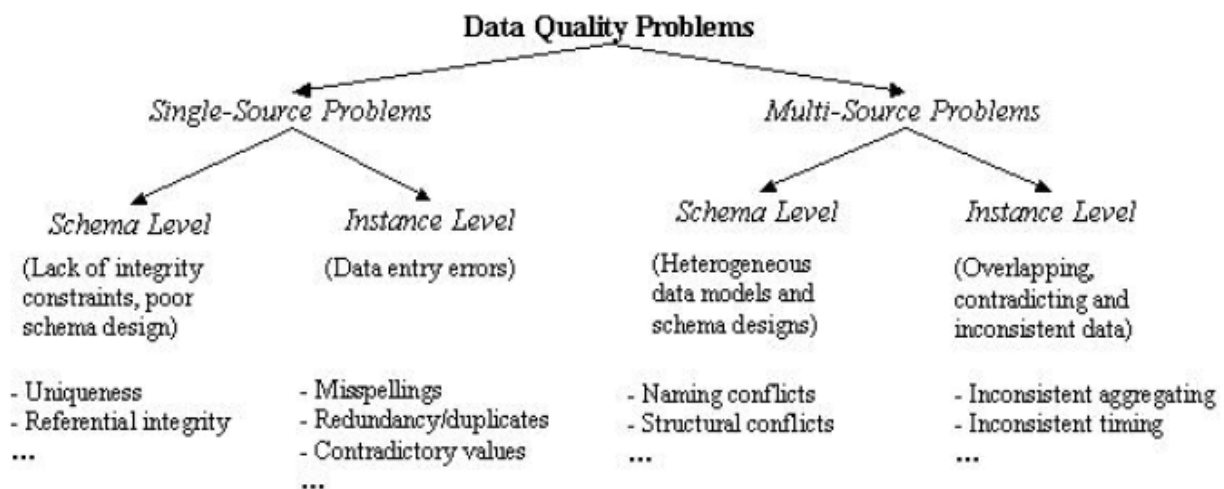 Data Quality Problems
Single-Source Problems
Multi-Source Problems
Schema Level
Instance Level
Schema Level
Instance Level
(Lack of integrity
constraints, poor
schema design)
(Data entry errors)
(Heterogeneous
data models and
schema designs)
(Overlapping,
contradicting and
inconsistent data)
- Uniqueness
- Referential integrity
...
- Misspellings
- Redundancy/duplicates
- Contradictory values
...
- Naming conflicts
- Structural conflicts
...
- Inconsistent aggregating
- Inconsistent timing
...